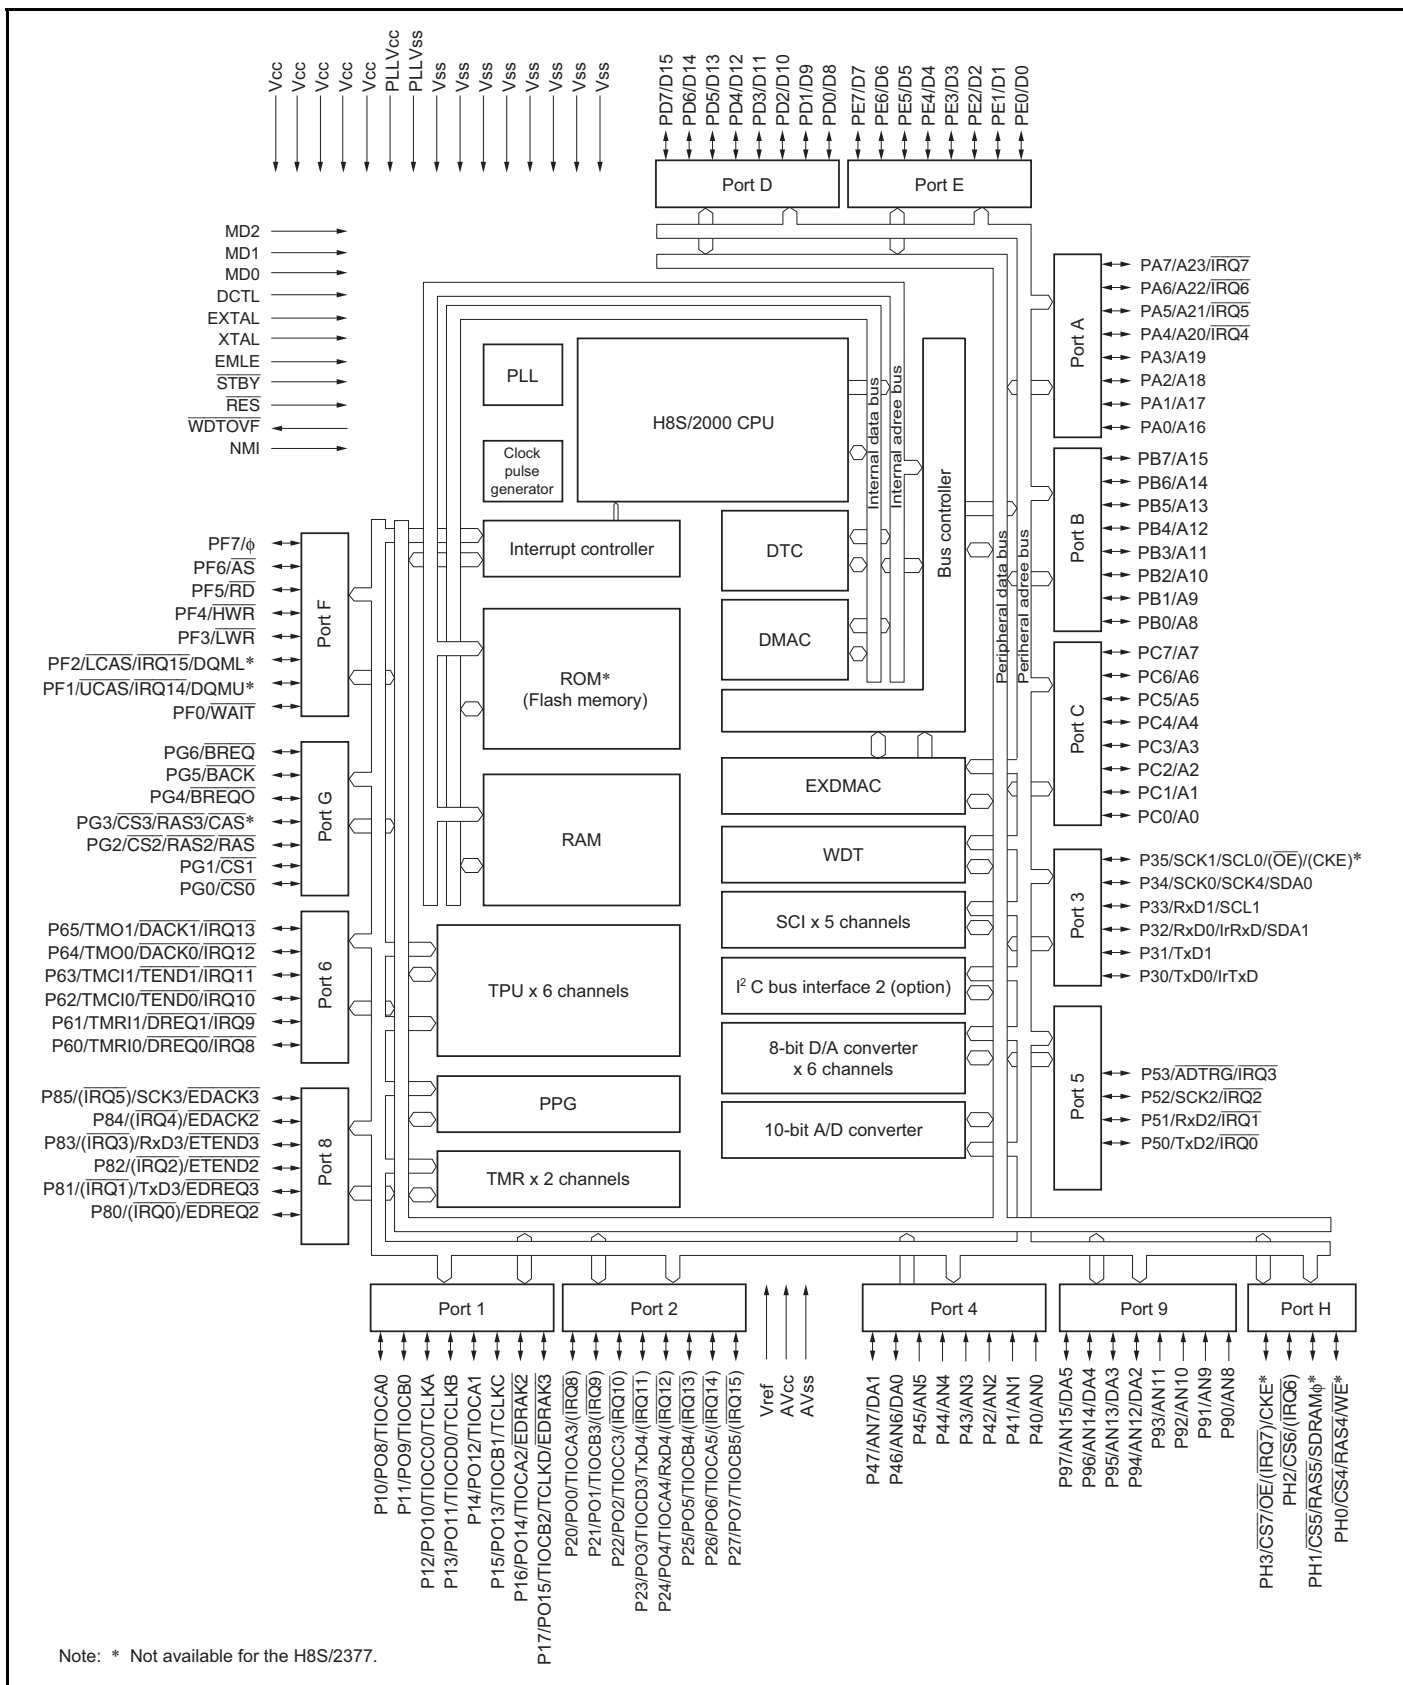 Vcc
Vcc
Vcc
Vcc
Vcc
PLLVcc
PLLVss
Vss
Vss
Vss
Vss
Vss
Vss
Vss
Vss
PD7/D15
PD6/D14
PD5/D13
PD4/D12
PD3/D11
PD2/D10
PD1/D9
PD0/D8
PE7/D7
PE6/D6
PE5/D5
PE4/D4
PE3/D3
PE2/D2
PE1/D1
PE0/D0
Port D
Port E
MD2
MD1
MD0
DCTL
EXTAL
XTAL
EMLE
STBY
RES
WDTOVF
NMI
PLL
Clock
pulse
generator
H8S/2000 CPU
Interrupt controller
DTC
DMAC
ROM*
(Flash memory)
RAM
Internal data bus
Internal adree bus
Bus controller
Peripheral data bus
Periheral adree bus
EXDMAC
WDT
SCI x 5 channels
I² C bus interface 2 (option)
8-bit D/A converter
x 6 channels
10-bit A/D converter
TPU x 6 channels
PPG
TMR x 2 channels
Port A
PA7/A23/IRQ7
PA6/A22/IRQ6
PA5/A21/IRQ5
PA4/A20/IRQ4
PA3/A19
PA2/A18
PA1/A17
PA0/A16
Port B
PB7/A15
PB6/A14
PB5/A13
PB4/A12
PB3/A11
PB2/A10
PB1/A9
PB0/A8
Port C
PC7/A7
PC6/A6
PC5/A5
PC4/A4
PC3/A3
PC2/A2
PC1/A1
PC0/A0
Port 3
P35/SCK1/SCL0/(OE)/(CKE)*
P34/SCK0/SCK4/SDA0
P33/RxD1/SCL1
P32/RxD0/IrRxD/SDA1
P31/TxD1
P30/TxD0/IrTxD
Port 5
P53/ADTRG/IRQ3
P52/SCK2/IRQ2
P51/RxD2/IRQ1
P50/TxD2/IRQ0
PF7/ϕ
PF6/AS
PF5/RD
PF4/HWR
PF3/LWR
PF2/LCAS/IRQ15/DQML*
PF1/UCAS/IRQ14/DQMU*
PF0/WAIT
Port F
PG6/BREQ
PG5/BACK
PG4/BREQO
PG3/CS3/RAS3/CAS*
PG2/CS2/RAS2/RAS
PG1/CS1
PG0/CS0
Port G
P65/TMO1/DACK1/IRQ13
P64/TMO0/DACK0/IRQ12
P63/TMCI1/TEND1/IRQ11
P62/TMCI0/TEND0/IRQ10
P61/TMRI1/DREQ1/IRQ9
P60/TMRI0/DREQ0/IRQ8
Port 6
P85/(IRQ5)/SCK3/EDACK3
P84/(IRQ4)/EDACK2
P83/(IRQ3)/RxD3/ETEND3
P82/(IRQ2)/ETEND2
P81/(IRQ1)/TxD3/EDREQ3
P80/(IRQ0)/EDREQ2
Port 8
Port 1
Port 2
Port 4
Port 9
Port H
P10/PO8/TIOCA0
P11/PO9/TIOCB0
P12/PO10/TIOCC0/TCLKA
P13/PO11/TIOCD0/TCLKB
P14/PO12/TIOCA1
P15/PO13/TIOCB1/TCLKC
P16/PO14/TIOCA2/EDRAK2
P17/PO15/TIOCB2/TCLKD/EDRAK3
P20/PO0/TIOCA3/(IRQ8)
P21/PO1/TIOCB3/(IRQ9)
P22/PO2/TIOCC3/(IRQ10)
P23/PO3/TIOCD3/TxD4/(IRQ11)
P24/PO4/TIOCA4/RxD4/(IRQ12)
P25/PO5/TIOCB4/(IRQ13)
P26/PO6/TIOCA5/(IRQ14)
P27/PO7/TIOCB5/(IRQ15)
Vref
AVcc
AVss
P47/AN7/DA1
P46/AN6/DA0
P45/AN5
P44/AN4
P43/AN3
P42/AN2
P41/AN1
P40/AN0
P97/AN15/DA5
P96/AN14/DA4
P95/AN13/DA3
P94/AN12/DA2
P93/AN11
P92/AN10
P91/AN9
P90/AN8
PH3/CS7/OE/(IRQ7)/CKE*
PH2/CS6/(IRQ6)
PH1/CS5/RAS5/SDRAMϕ*
PH0/CS4/RAS4/WE*
Note: * Not available for the H8S/2377.